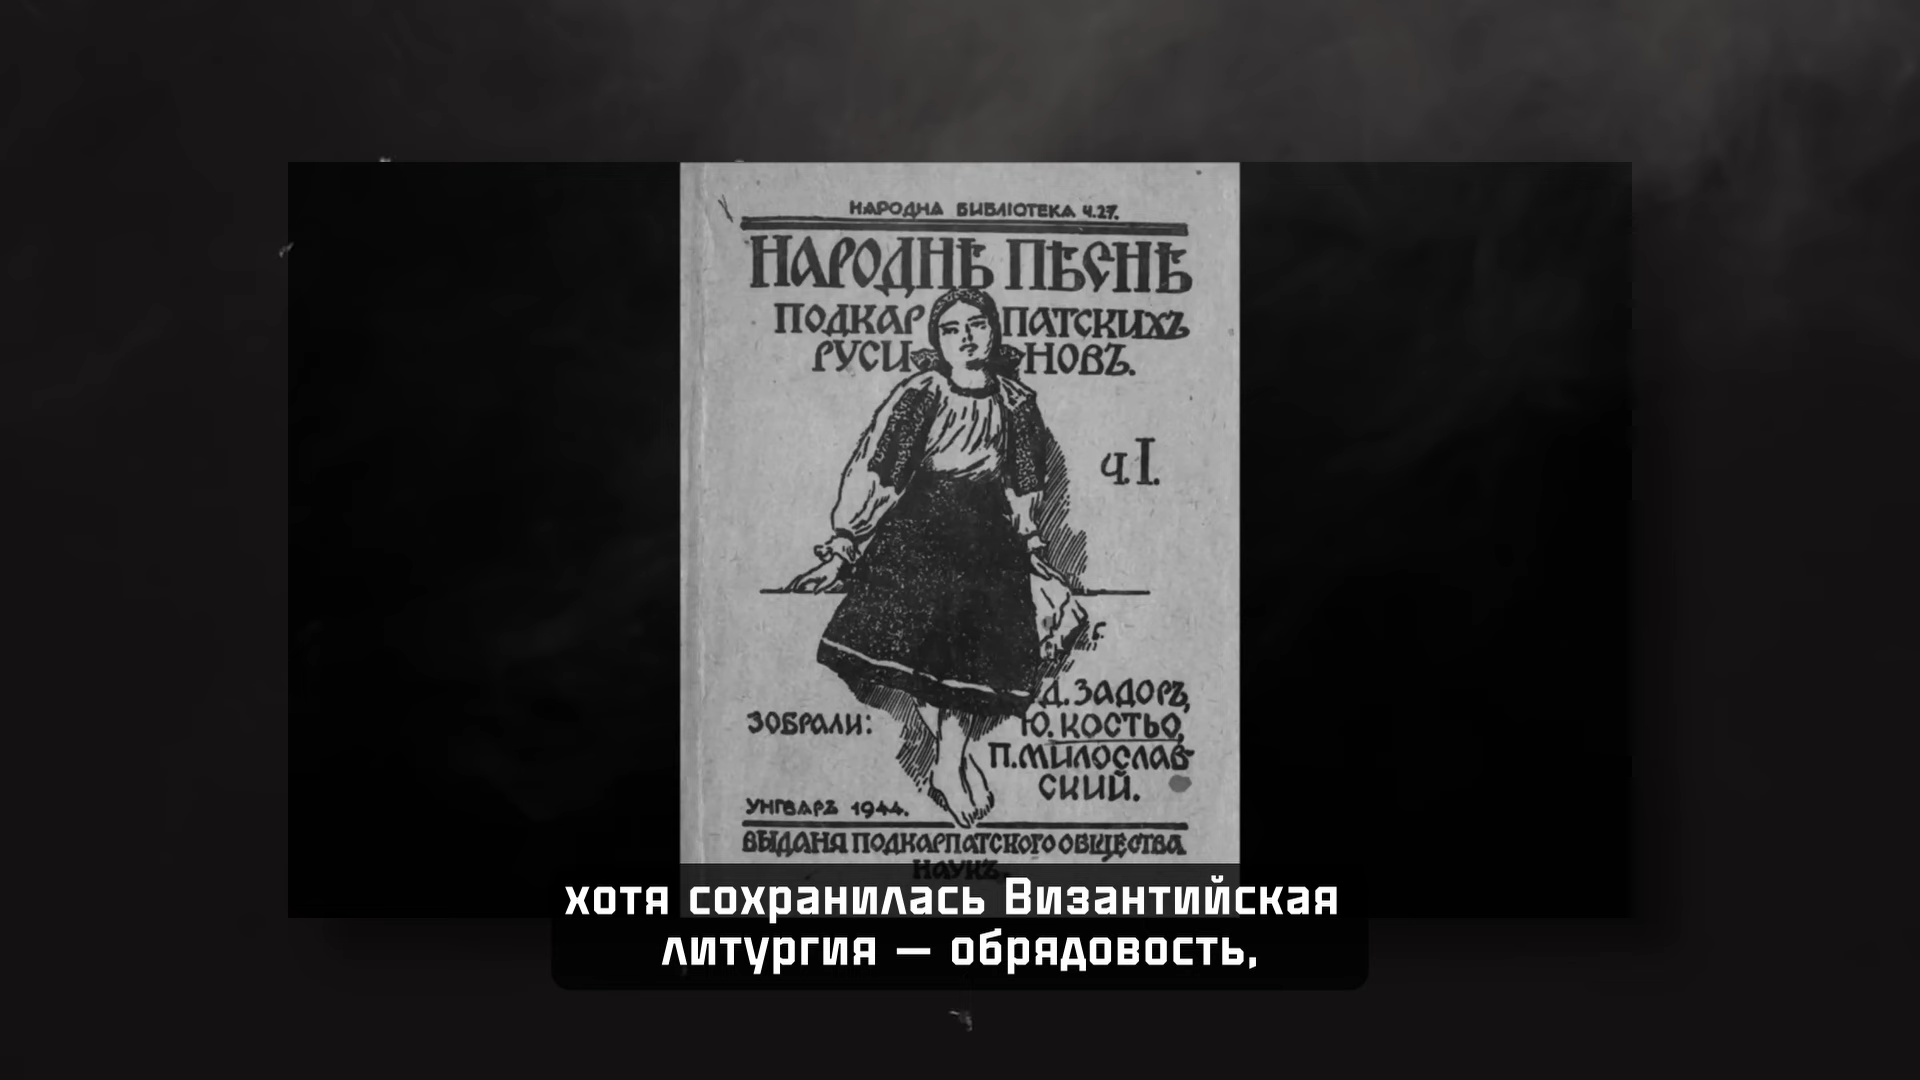 НАРОДНА БИБЛІОТЕКА Ч.27.
НАРОДНѢ ПѢСНѢ
ПОДКАРПАТСКИХЪ
РУСИНОВЪ.
Ч.I.
Б.
ЗОБРАЛИ:
Д. ЗАДОРЪ,
Ю. КОСТЬО,
П. МИЛОСЛАВ-
СКИЙ.
УНГВАРЪ 1944.
ВЫДАНЯ ПОДКАРПАТСКОГО ОБЩЕСТВА
НАУКЪ.
хотя сохранилась Византийская
литургия — обрядовость,